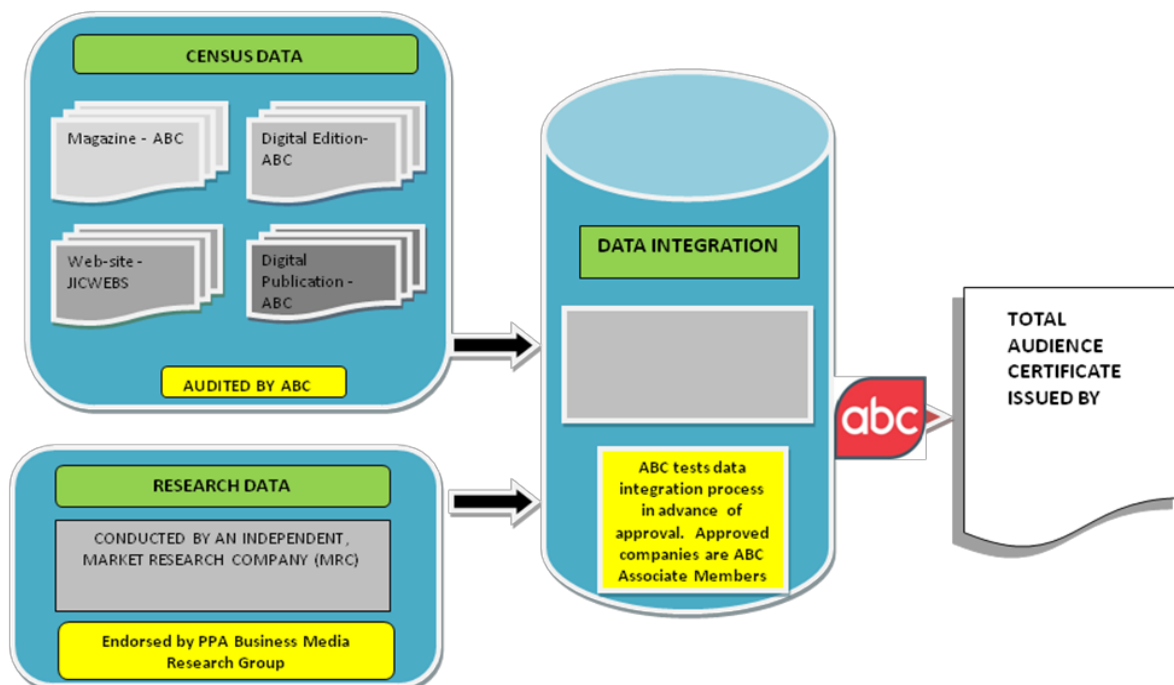 CENSUS DATA
Magazine - ABC
Digital Edition-
ABC
Web-site -
JICWEBS
Digital
Publication -
ABC
AUDITED BY ABC
RESEARCH DATA
CONDUCTED BY AN INDEPENDENT,
MARKET RESEARCH COMPANY (MRC)
Endorsed by PPA Business Media
Research Group
DATA INTEGRATION
ABC tests data
integration process
in advance of
approval. Approved
companies are ABC
Associate Members
abc
TOTAL
AUDIENCE
CERTIFICATE
ISSUED BY